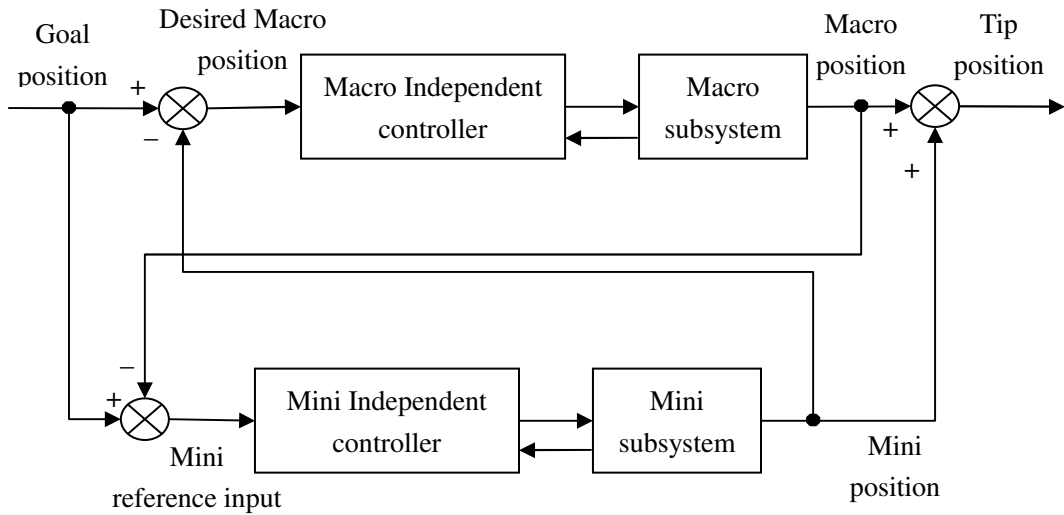 Goal
position
Desired Macro
position
Macro
position
Tip
position
+
−
Macro Independent
controller
Macro
subsystem
+
+
−
+
Mini Independent
controller
Mini
subsystem
Mini
reference input
Mini
position